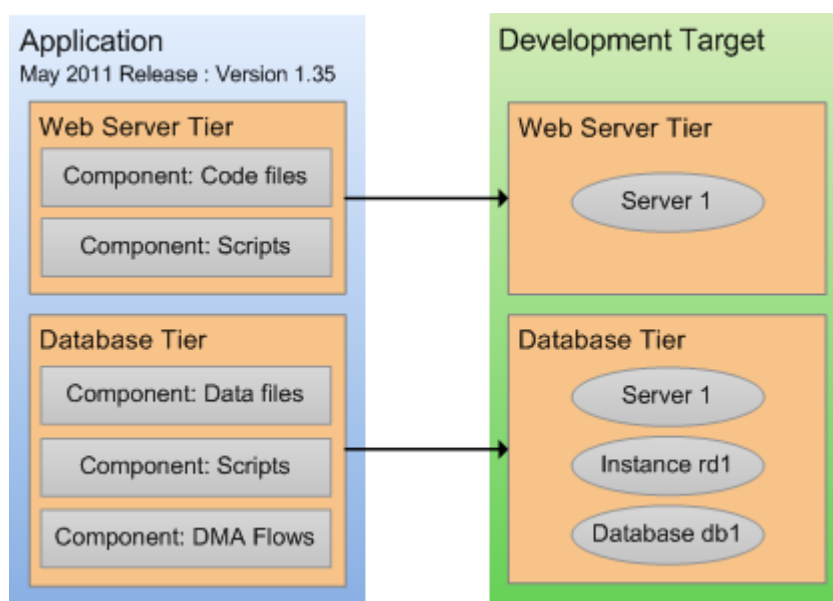 Application
May 2011 Release : Version 1.35
Web Server Tier
Component: Code files
Component: Scripts
Database Tier
Component: Data files
Component: Scripts
Component: DMA Flows
Development Target
Web Server Tier
Server 1
Database Tier
Server 1
Instance rd1
Database db1